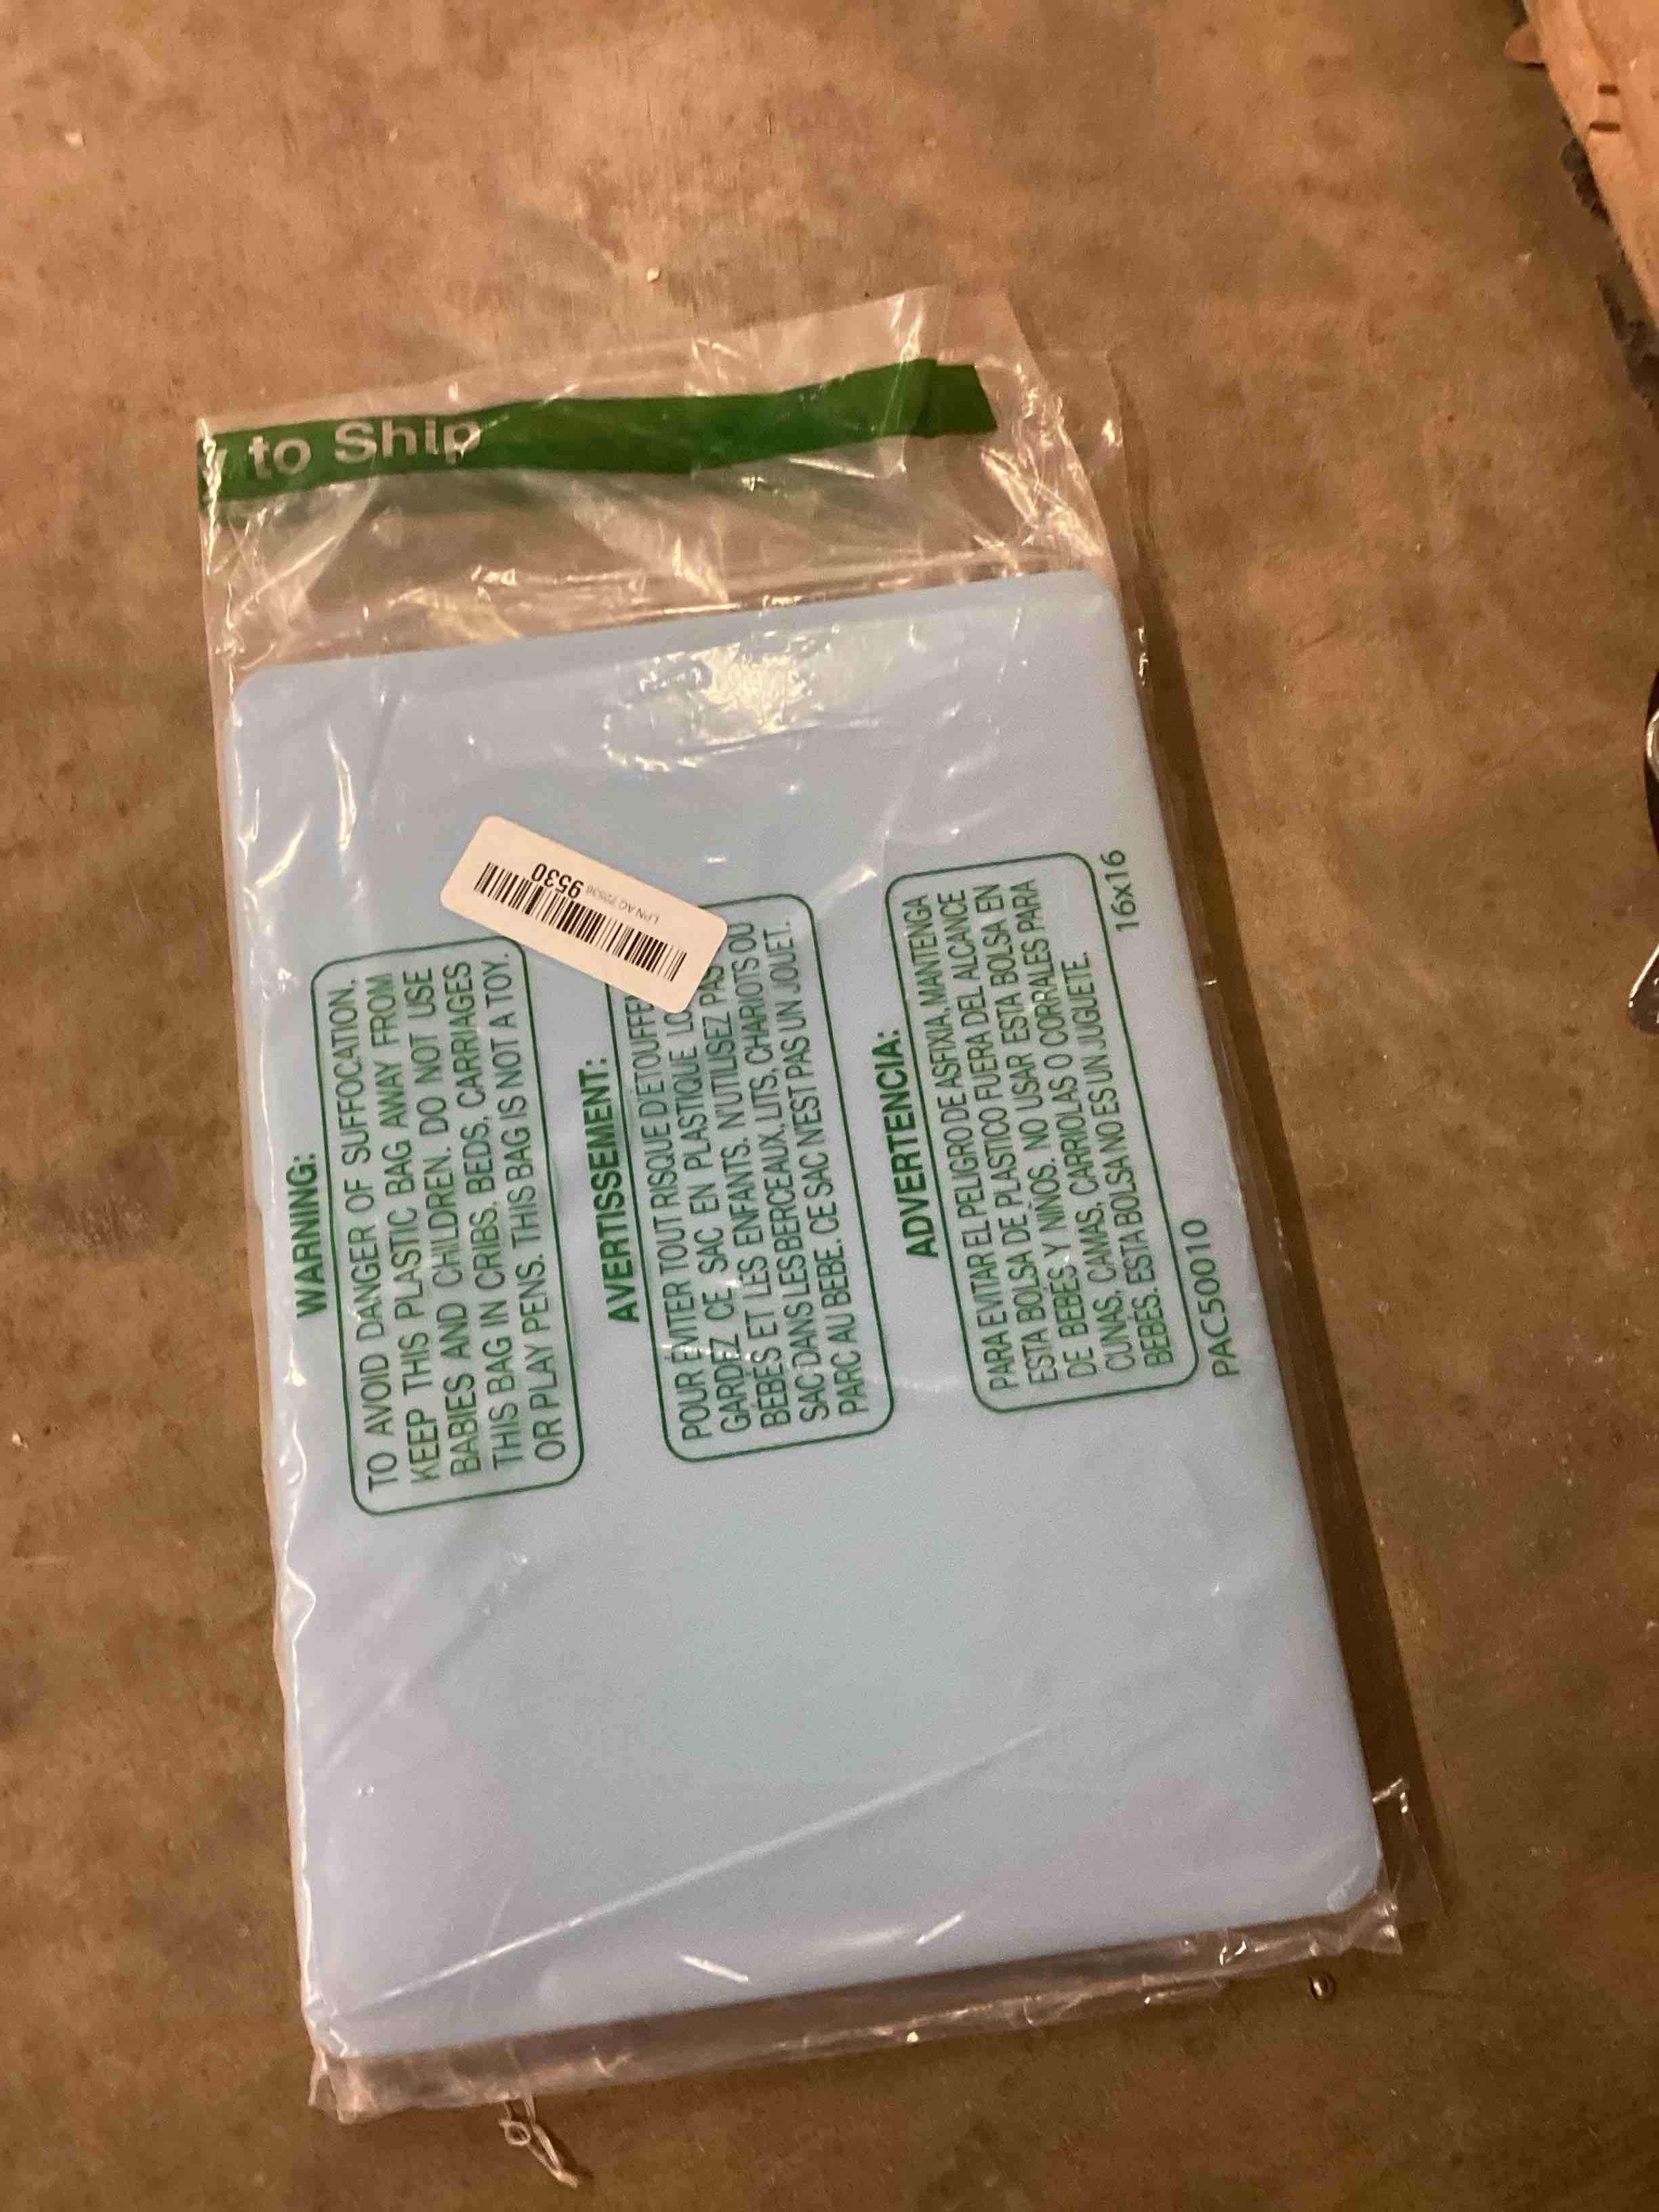 to Ship
LPN AC 72536 9530
WARNING:
TO AVOID DANGER OF SUFFOCATION,
KEEP THIS PLASTIC BAG AWAY FROM
BABIES AND CHILDREN. DO NOT USE
THIS BAG IN CRIBS, BEDS, CARRIAGES
OR PLAY PENS. THIS BAG IS NOT A TOY.
AVERTISSEMENT:
POUR ÉVITER TOUT RISQUE D'ETOUFFE
GARDEZ CE SAC EN PLASTIQUE
BÉBÉS ET LES ENFANTS. N'UTILISEZ PAS
SAC DANS LES BERCEAUX, LITS, CHARIOTS OU
PARC AU BEBE. CE SAC N'EST PAS UN JOUET.
ADVERTENCIA:
PARA EVITAR EL PELIGRO DE ASFIXIA, MANTENGA
ESTA BOLSA DE PLASTICO FUERA DEL ALCANCE
DE BEBÉS Y NIÑOS. NO USAR ESTA BOLSA EN
CUNAS, CAMAS, CARRIOLAS O CORRALES PARA
BEBÉS. ESTA BOLSA NO ES UN JUGUETE.
PAC50010 16x16